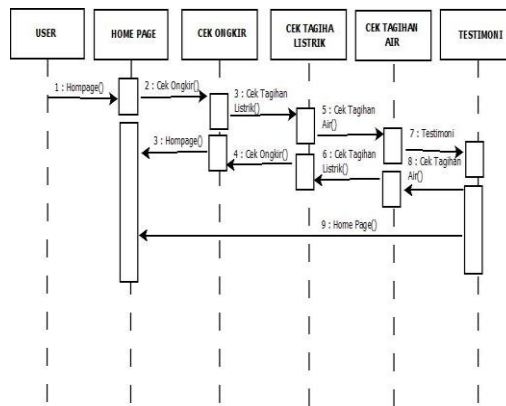 USER
HOME PAGE
CEK ONGKIR
CEK TAGIHA
LISTRIK
CEK TAGIHAN
AIR
TESTIMONI
1 : Hompage()
2 : Cek Ongkir()
3 : Cek Tagihan
Listrik()
5 : Cek Tagihan
Air()
7 : Testimoni
3 : Hompage()
4 : Cek Ongkir()
6 : Cek Tagihan
Listrik()
8 : Cek Tagihan
Air()
9 : Home Page()